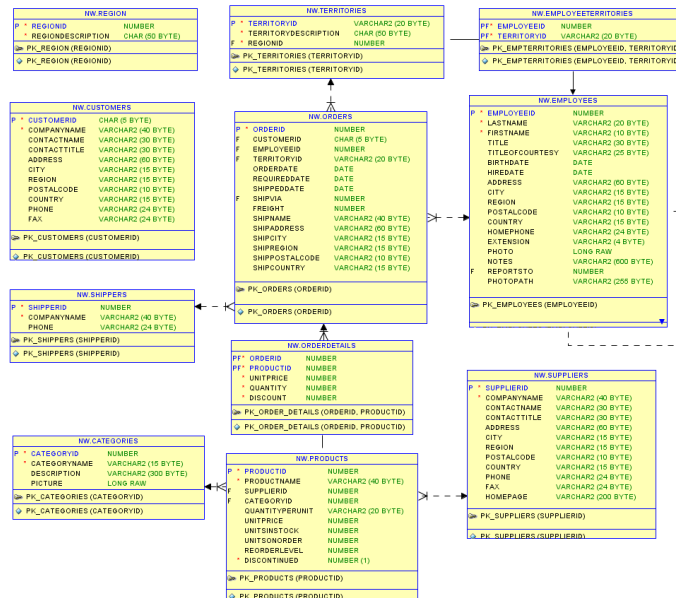 NW.REGION
P * REGIONID NUMBER
* REGIONDESCRIPTION CHAR (50 BYTE)
PK_REGION (REGIONID)
PK_REGION (REGIONID)
NW.TERRITORIES
P * TERRITORYID VARCHAR2 (20 BYTE)
* TERRITORYDESCRIPTION CHAR (50 BYTE)
F * REGIONID NUMBER
PK_TERRITORIES (TERRITORYID)
PK_TERRITORIES (TERRITORYID)
NW.EMPLOYEETERRITORIES
PF* EMPLOYEEID NUMBER
PF* TERRITORYID VARCHAR2 (20 BYTE)
PK_EMPTERRITORIES (EMPLOYEEID, TERRITORYID
PK_EMPTERRITORIES (EMPLOYEEID, TERRITORYID
NW.CUSTOMERS
P * CUSTOMERID CHAR (5 BYTE)
* COMPANYNAME VARCHAR2 (40 BYTE)
CONTACTNAME VARCHAR2 (30 BYTE)
CONTACTTITLE VARCHAR2 (30 BYTE)
ADDRESS VARCHAR2 (60 BYTE)
CITY VARCHAR2 (15 BYTE)
REGION VARCHAR2 (15 BYTE)
POSTALCODE VARCHAR2 (10 BYTE)
COUNTRY VARCHAR2 (15 BYTE)
PHONE VARCHAR2 (24 BYTE)
FAX VARCHAR2 (24 BYTE)
PK_CUSTOMERS (CUSTOMERID)
PK_CUSTOMERS (CUSTOMERID)
NW.ORDERS
P * ORDERID NUMBER
F CUSTOMERID CHAR (5 BYTE)
F EMPLOYEEID NUMBER
F TERRITORYID VARCHAR2 (20 BYTE)
ORDERDATE DATE
REQUIREDDATE DATE
SHIPPEDDATE DATE
F SHIPVIA NUMBER
FREIGHT NUMBER
SHIPNAME VARCHAR2 (40 BYTE)
SHIPADDRESS VARCHAR2 (60 BYTE)
SHIPCITY VARCHAR2 (15 BYTE)
SHIPREGION VARCHAR2 (15 BYTE)
SHIPPOSTALCODE VARCHAR2 (10 BYTE)
SHIPCOUNTRY VARCHAR2 (15 BYTE)
PK_ORDERS (ORDERID)
PK_ORDERS (ORDERID)
NW.EMPLOYEES
P * EMPLOYEEID NUMBER
* LASTNAME VARCHAR2 (20 BYTE)
* FIRSTNAME VARCHAR2 (10 BYTE)
TITLE VARCHAR2 (30 BYTE)
TITLEOFCOURTESY VARCHAR2 (25 BYTE)
BIRTHDATE DATE
HIREDATE DATE
ADDRESS VARCHAR2 (60 BYTE)
CITY VARCHAR2 (15 BYTE)
REGION VARCHAR2 (15 BYTE)
POSTALCODE VARCHAR2 (10 BYTE)
COUNTRY VARCHAR2 (15 BYTE)
HOMEPHONE VARCHAR2 (24 BYTE)
EXTENSION VARCHAR2 (4 BYTE)
PHOTO LONG RAW
NOTES VARCHAR2 (600 BYTE)
F REPORTSTO NUMBER
PHOTOPATH VARCHAR2 (255 BYTE)
PK_EMPLOYEES (EMPLOYEEID)
NW.SHIPPERS
P * SHIPPERID NUMBER
* COMPANYNAME VARCHAR2 (40 BYTE)
PHONE VARCHAR2 (24 BYTE)
PK_SHIPPERS (SHIPPERID)
PK_SHIPPERS (SHIPPERID)
NW.ORDERDETAILS
PF* ORDERID NUMBER
PF* PRODUCTID NUMBER
* UNITPRICE NUMBER
* QUANTITY NUMBER
* DISCOUNT NUMBER
PK_ORDER_DETAILS (ORDERID, PRODUCTID)
PK_ORDER_DETAILS (ORDERID, PRODUCTID)
NW.SUPPLIERS
P * SUPPLIERID NUMBER
* COMPANYNAME VARCHAR2 (40 BYTE)
CONTACTNAME VARCHAR2 (30 BYTE)
CONTACTTITLE VARCHAR2 (30 BYTE)
ADDRESS VARCHAR2 (60 BYTE)
CITY VARCHAR2 (15 BYTE)
REGION VARCHAR2 (15 BYTE)
POSTALCODE VARCHAR2 (10 BYTE)
COUNTRY VARCHAR2 (15 BYTE)
PHONE VARCHAR2 (24 BYTE)
FAX VARCHAR2 (24 BYTE)
HOMEPAGE VARCHAR2 (200 BYTE)
PK_SUPPLIERS (SUPPLIERID)
PK_SUPPLIERS (SUPPLIERID)
NW.CATEGORIES
P * CATEGORYID NUMBER
* CATEGORYNAME VARCHAR2 (15 BYTE)
DESCRIPTION VARCHAR2 (300 BYTE)
PICTURE LONG RAW
PK_CATEGORIES (CATEGORYID)
PK_CATEGORIES (CATEGORYID)
NW.PRODUCTS
P * PRODUCTID NUMBER
* PRODUCTNAME VARCHAR2 (40 BYTE)
F SUPPLIERID NUMBER
F CATEGORYID NUMBER
QUANTITYPERUNIT VARCHAR2 (20 BYTE)
UNITPRICE NUMBER
UNITSINSTOCK NUMBER
UNITSONORDER NUMBER
REORDERLEVEL NUMBER
* DISCONTINUED NUMBER (1)
PK_PRODUCTS (PRODUCTID)
PK_PRODUCTS (PRODUCTID)